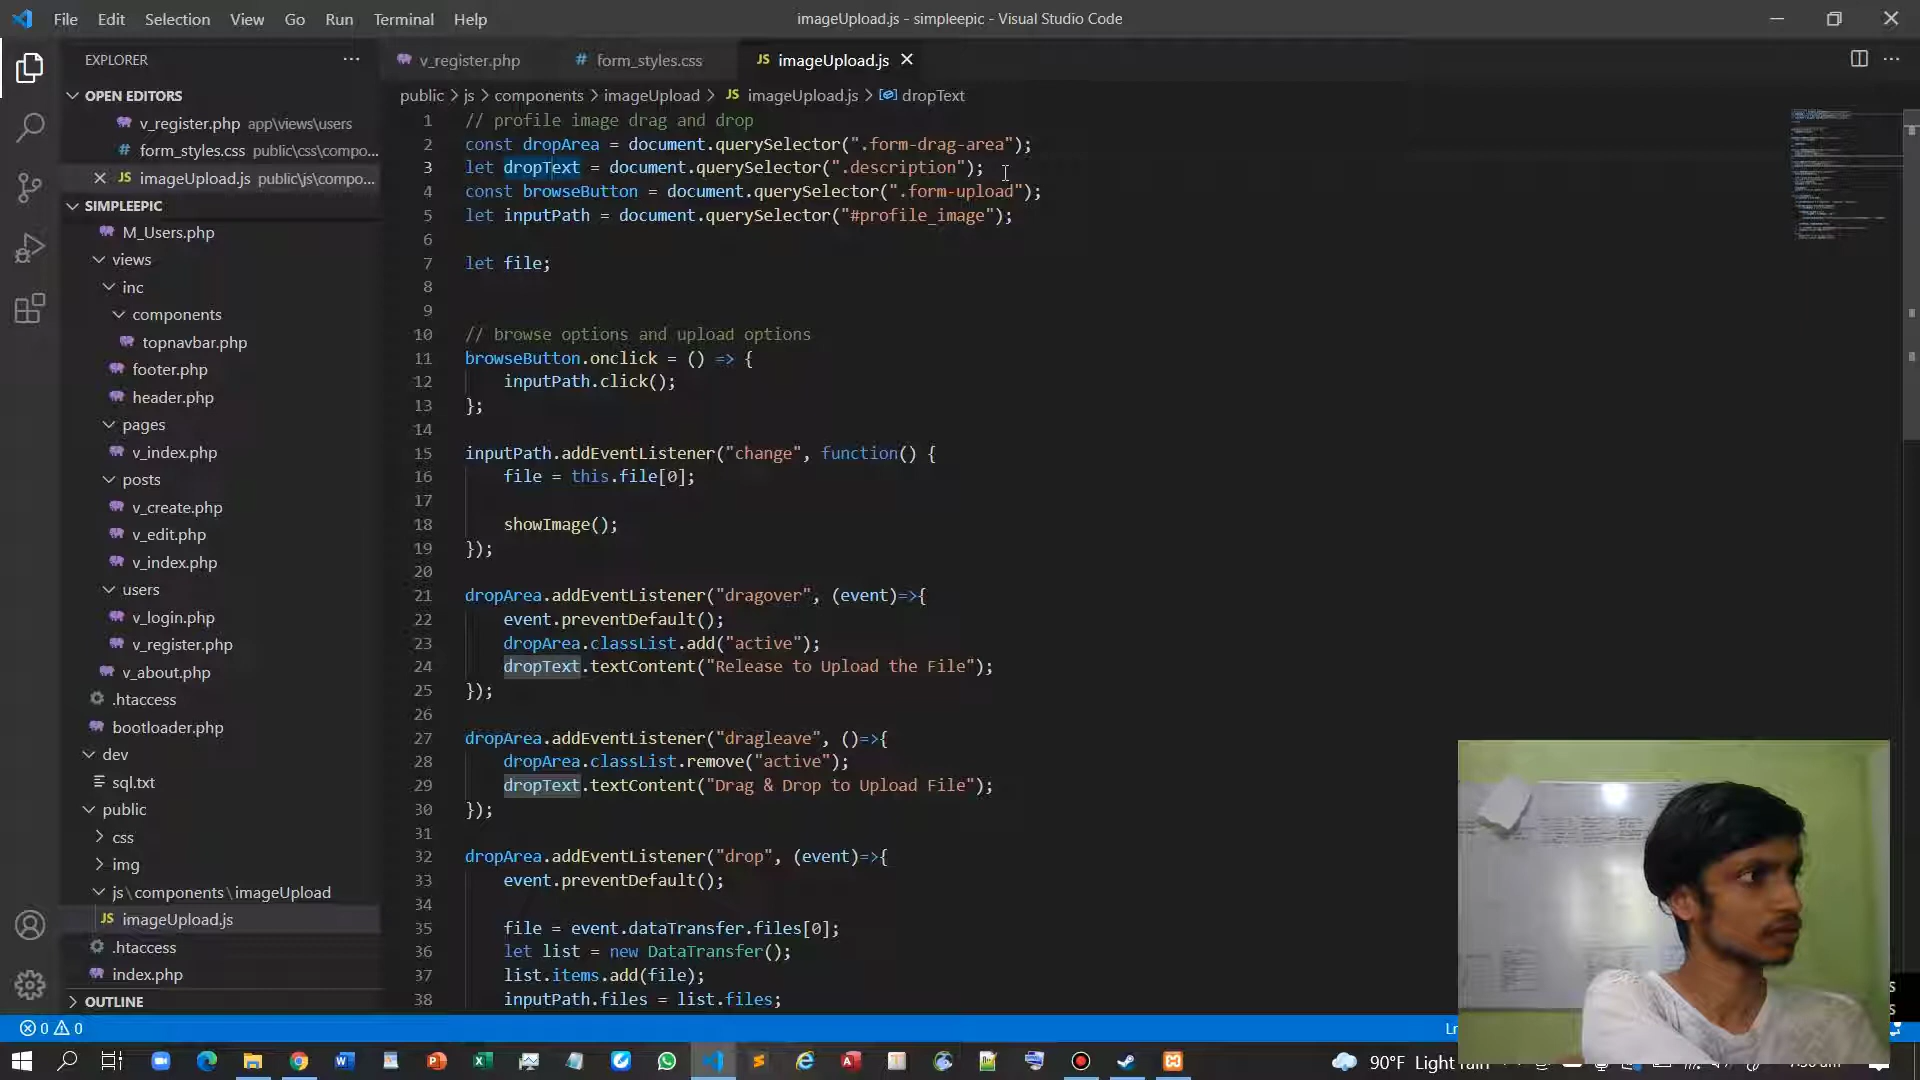 File Edit Selection View Go Run Terminal Help
imageUpload.js - simpleepic - Visual Studio Code
EXPLORER
v_register.php
form_styles.css
JS imageUpload.js
OPEN EDITORS
v_register.php app\views\users
form_styles.css public\css\compo...
JS imageUpload.js public\js\compo...
SIMPLEEPIC
M_Users.php
views
inc
components
topnavbar.php
footer.php
header.php
pages
v_index.php
posts
v_create.php
v_edit.php
v_index.php
users
v_login.php
v_register.php
v_about.php
.htaccess
bootloader.php
dev
sql.txt
public
css
img
js\components\imageUpload
JS imageUpload.js
.htaccess
index.php
OUTLINE
public > js > components > imageUpload > JS imageUpload.js > dropText
1 // profile image drag and drop
2 const dropArea = document.querySelector(".form-drag-area");
3 let dropText = document.querySelector(".description");
4 const browseButton = document.querySelector(".form-upload");
5 let inputPath = document.querySelector("#profile_image");
6
7 let file;
8
9
10 // browse options and upload options
11 browseButton.onclick = () => {
12 inputPath.click();
13 };
14
15 inputPath.addEventListener("change", function() {
16 file = this.file[0];
17
18 showImage();
19 });
20
21 dropArea.addEventListener("dragover", (event)=>{
22 event.preventDefault();
23 dropArea.classList.add("active");
24 dropText.textContent("Release to Upload the File");
25 });
26
27 dropArea.addEventListener("dragleave", ()=>{
28 dropArea.classList.remove("active");
29 dropText.textContent("Drag & Drop to Upload File");
30 });
31
32 dropArea.addEventListener("drop", (event)=>{
33 event.preventDefault();
34
35 file = event.dataTransfer.files[0];
36 let list = new DataTransfer();
37 list.items.add(file);
38 inputPath.files = list.files;
0 0
90°F Light rain